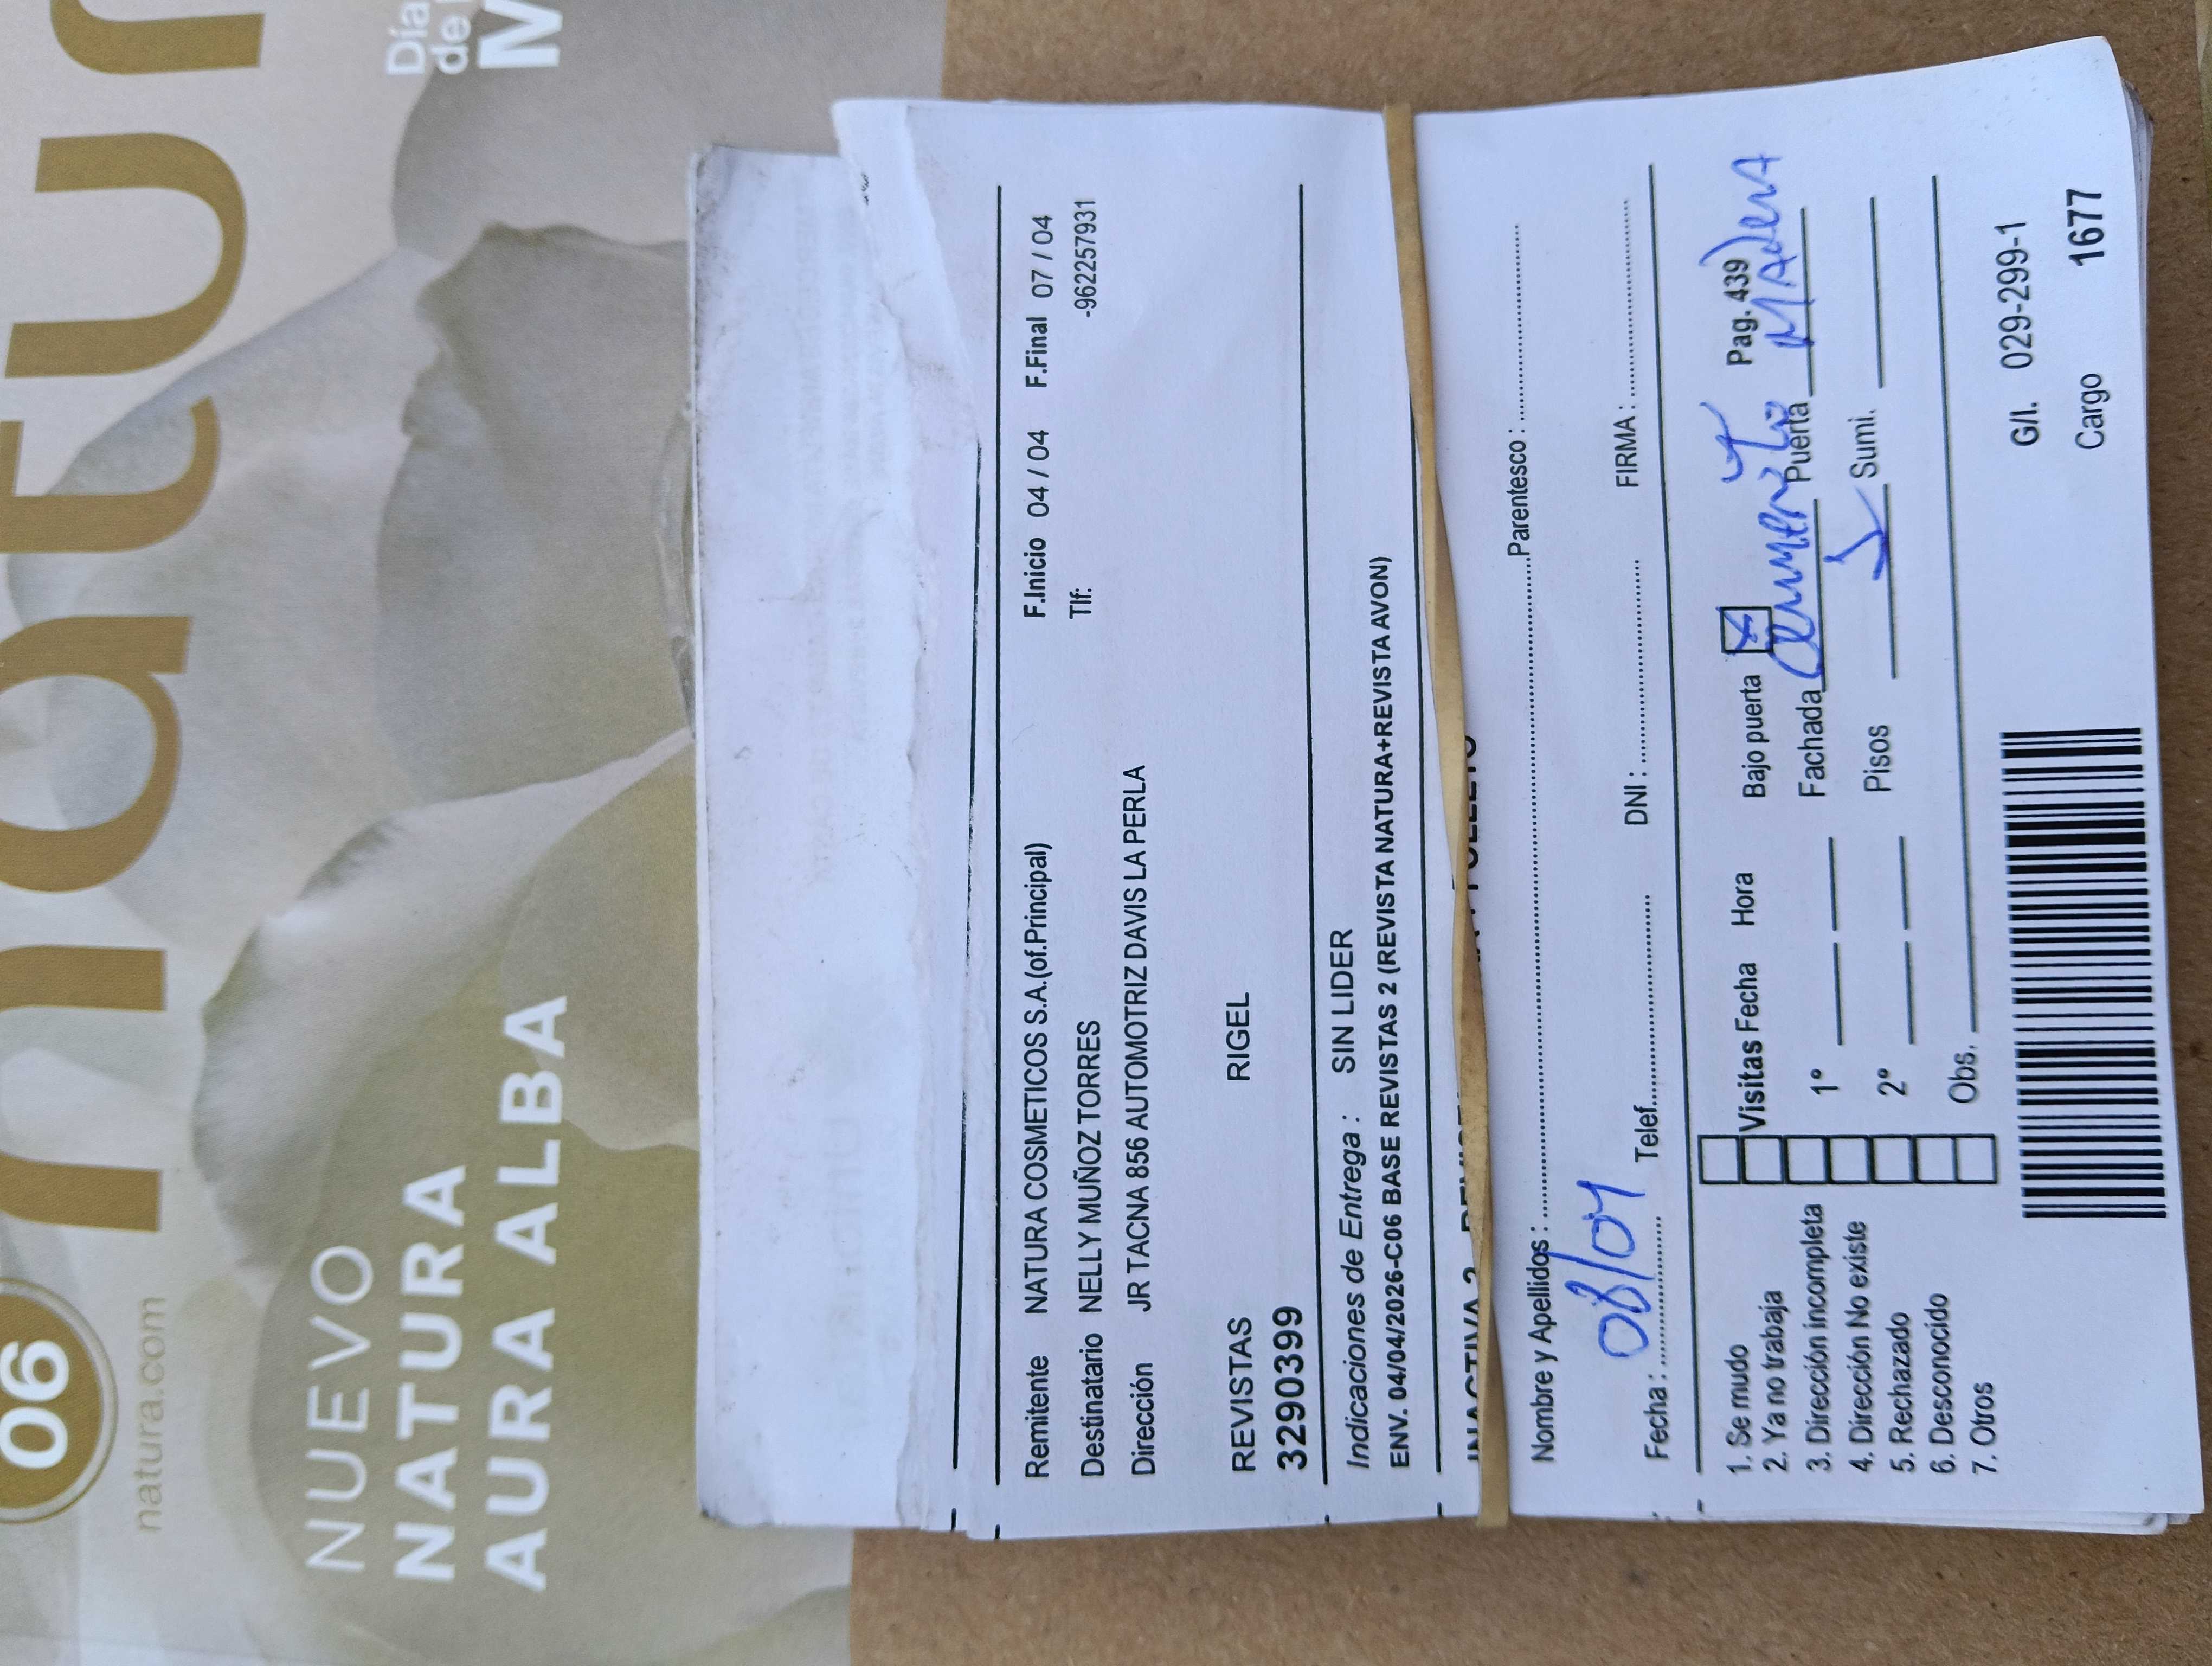 natur
06
natura.com
Día
de
M
NUEVO
NATURA
AURA ALBA
Remitente NATURA COSMETICOS S.A.(of.Principal) F.Inicio 04 / 04 F.Final 07 / 04
Destinatario NELLY MUÑOZ TORRES Tlf: -962257931
Dirección JR TACNA 856 AUTOMOTRIZ DAVIS LA PERLA
REVISTAS RIGEL
3290399
Indicaciones de Entrega : SIN LIDER
ENV. 04/04/2026-C06 BASE REVISTAS 2 (REVISTA NATURA+REVISTA AVON)
Nombre y Apellidos : Parentesco :
Fecha : 08/04 Telef. DNI : FIRMA :
1. Se mudo
2. Ya no trabaja
3. Dirección incompleta
4. Dirección No existe
5. Rechazado
6. Desconocido
7. Otros
Visitas Fecha Hora Bajo puerta X Pag. 439
1º Fachada Puerta MADERA
2º Pisos Sumi.
Obs.
G/I. 029-299-1
Cargo 1677